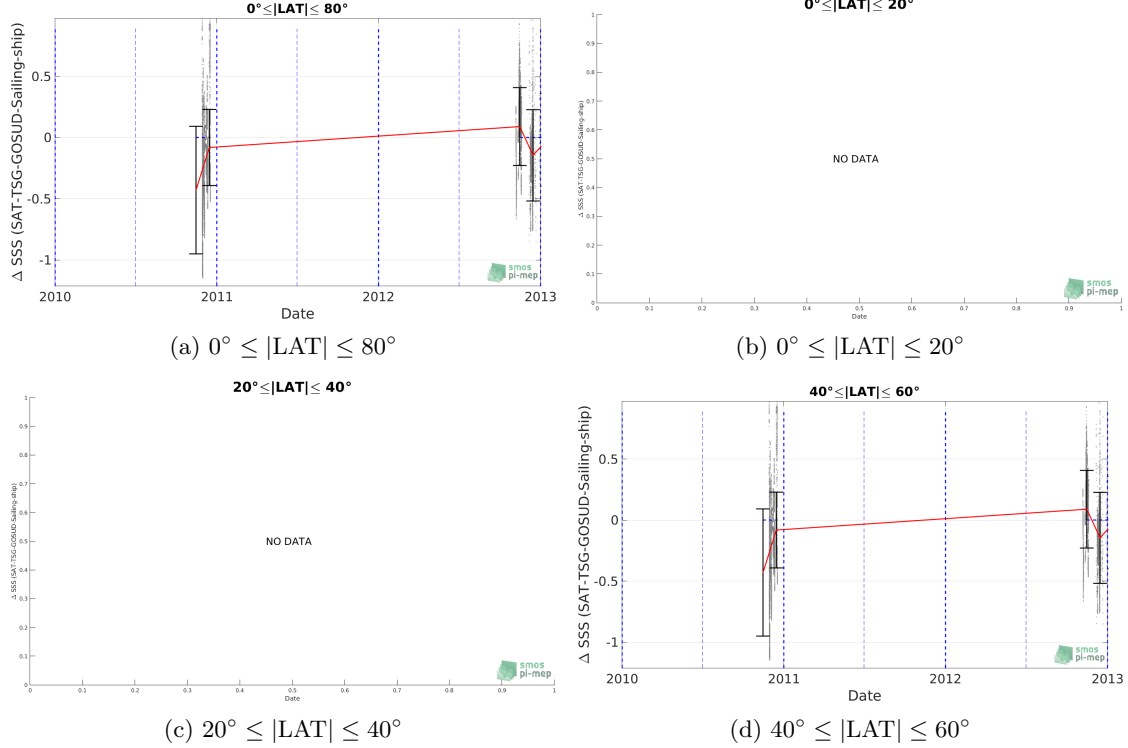 0°≤|LAT|≤ 80°
Δ SSS (SAT-TSG-GOSUD-Sailing-ship)
0.5
0
-0.5
-1
2010 2011 2012 2013
Date
smos
pi-mep
(a) 0° ≤ |LAT| ≤ 80°
0°≤|LAT|≤ 20°
Δ SSS (SAT-TSG-GOSUD-Sailing-ship)
1
0.9
0.8
0.7
0.6
0.5
0.4
0.3
0.2
0.1
0
NO DATA
0 0.1 0.2 0.3 0.4 0.5 0.6 0.7 0.8 0.9 1
Date
smos
pi-mep
(b) 0° ≤ |LAT| ≤ 20°
20°≤|LAT|≤ 40°
Δ SSS (SAT-TSG-GOSUD-Sailing-ship)
1
0.9
0.8
0.7
0.6
0.5
0.4
0.3
0.2
0.1
0
NO DATA
0 0.1 0.2 0.3 0.4 0.5 0.6 0.7 0.8 0.9 1
Date
smos
pi-mep
(c) 20° ≤ |LAT| ≤ 40°
40°≤|LAT|≤ 60°
Δ SSS (SAT-TSG-GOSUD-Sailing-ship)
0.5
0
-0.5
-1
2010 2011 2012 2013
Date
smos
pi-mep
(d) 40° ≤ |LAT| ≤ 60°